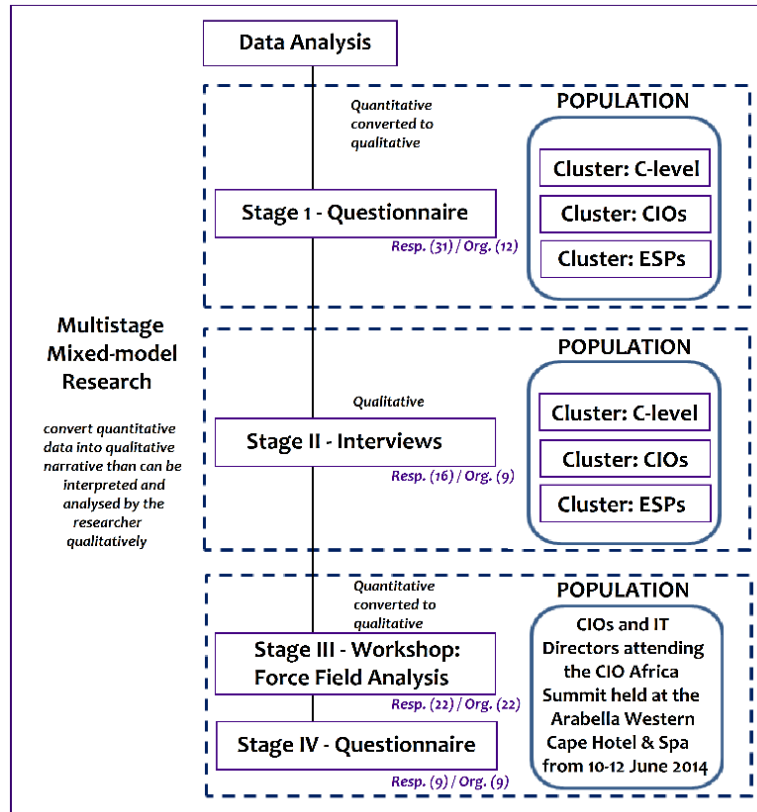 Data Analysis
Quantitative
converted to
qualitative
POPULATION
Cluster: C-level
Stage 1 - Questionnaire
Cluster: CIOs
Resp. (31) / Org. (12)
Cluster: ESPs
Multistage
Mixed-model
Research
convert quantitative
data into qualitative
narrative than can be
interpreted and
analysed by the
researcher
qualitatively
POPULATION
Qualitative
Cluster: C-level
Stage II - Interviews
Cluster: CIOs
Resp. (16) / Org. (9)
Cluster: ESPs
Quantitative
converted to
qualitative
POPULATION
Stage III - Workshop:
Force Field Analysis
Resp. (22) / Org. (22)
Stage IV - Questionnaire
Resp. (9) / Org. (9)
CIOs and IT
Directors attending
the CIO Africa
Summit held at the
Arabella Western
Cape Hotel & Spa
from 10-12 June 2014